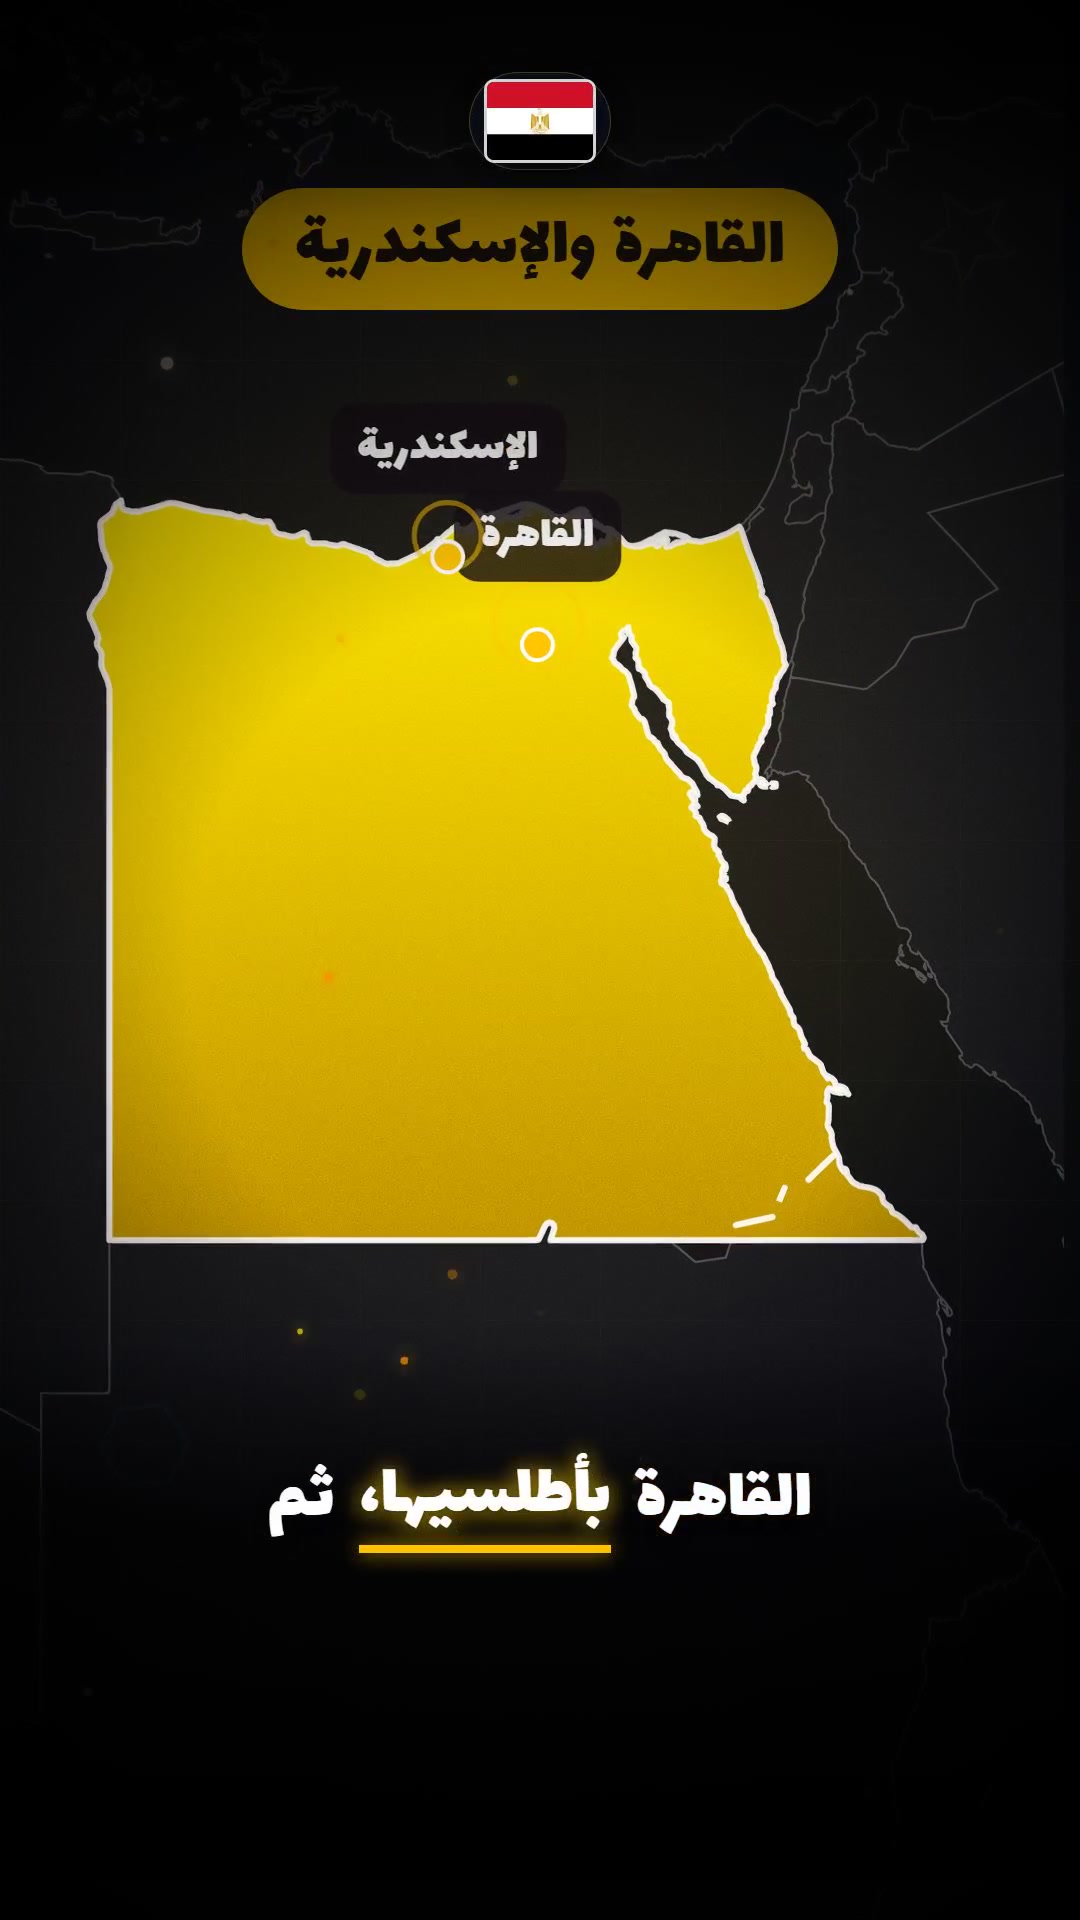 القاهرة والإسكندرية
الإسكندرية
القاهرة
القاهرة بأطلسيها، ثم